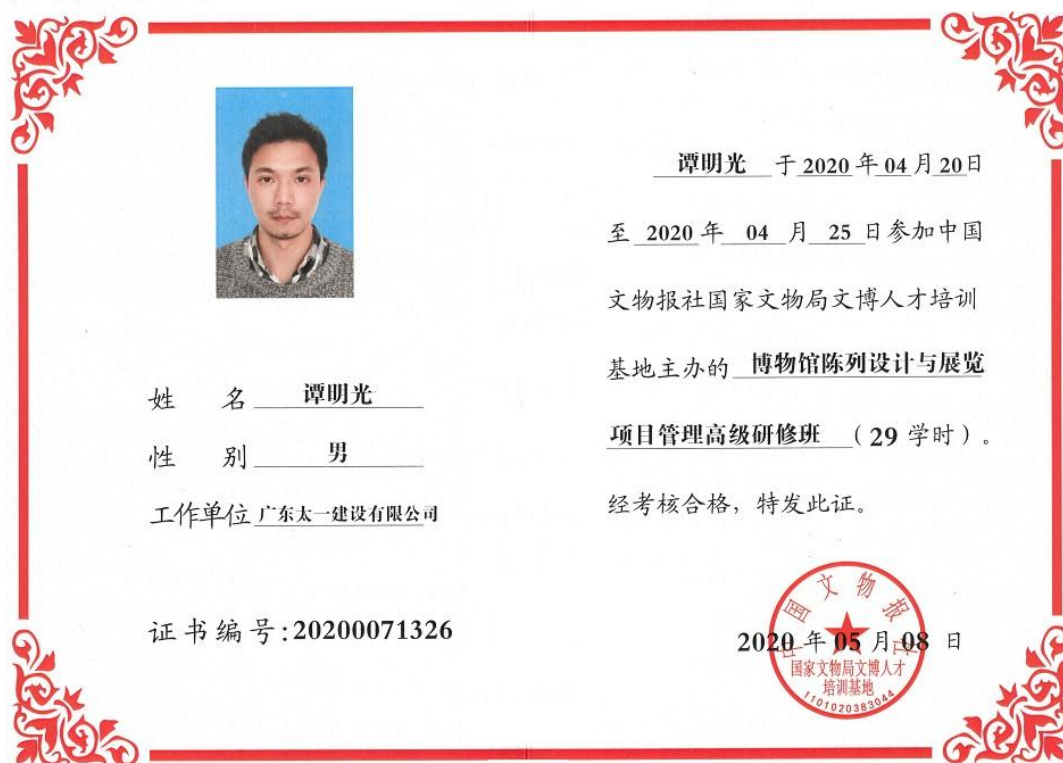 姓 名 谭明光
性 别 男
工作单位 广东太一建设有限公司
证书编号:20200071326
谭明光 于 2020 年 04 月 20 日
至 2020 年 04 月 25 日参加中国
文物报社国家文物局文博人才培训
基地主办的 博物馆陈列设计与展览
项目管理高级研修班 (29 学时)。
经考核合格，特发此证。
2020 年 05 月 08 日
中国文物报社
国家文物局文博人才
培训基地
1101020383044